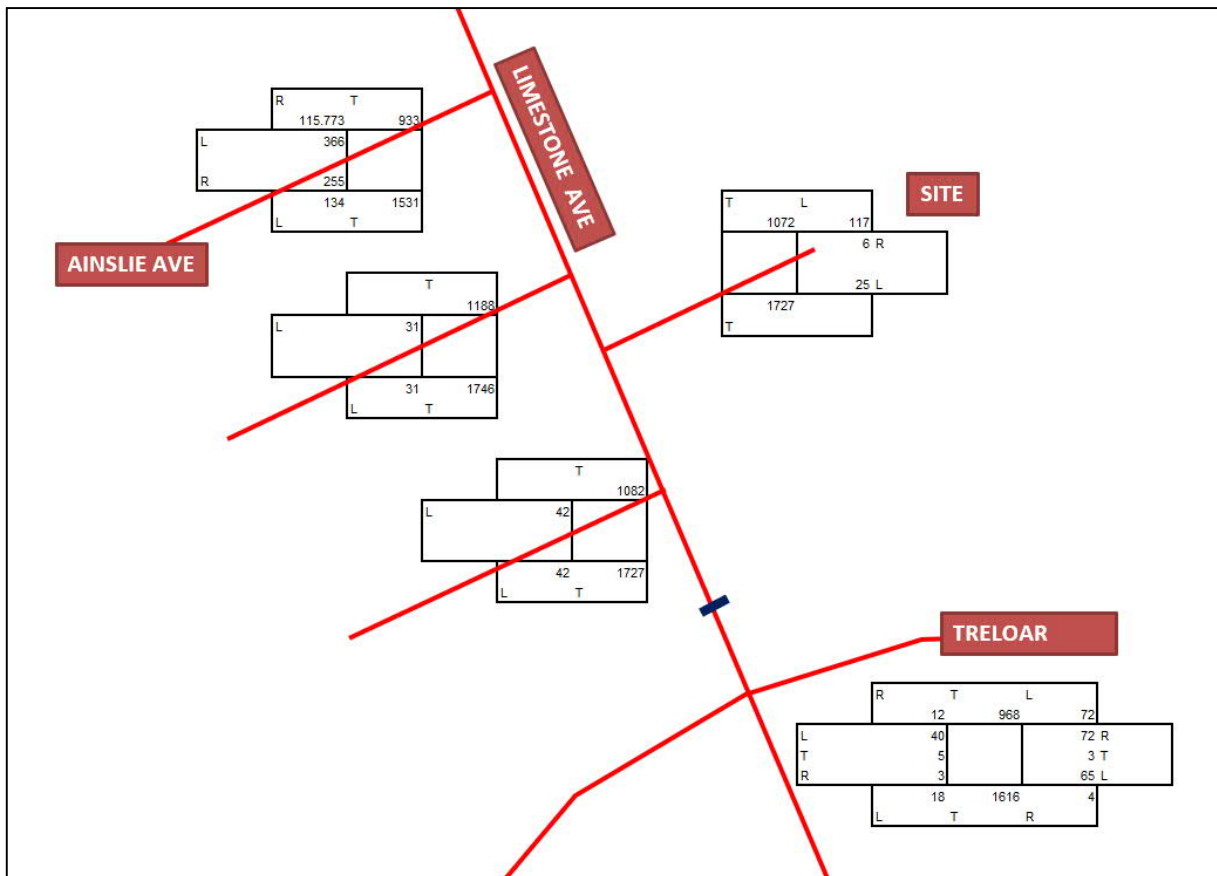 LIMESTONE AVE
R T
115.773 933
L 366
R 255
134 1531
L T
AINSLIE AVE
SITE
T L
1072 117
6 R
25 L
1727
T
T
1188
L 31
31 1746
L T
T
1082
L 42
42 1727
L T
TRELOAR
R T L
12 968 72
L 40 72 R
T 5 3 T
R 3 65 L
18 1616 4
L T R